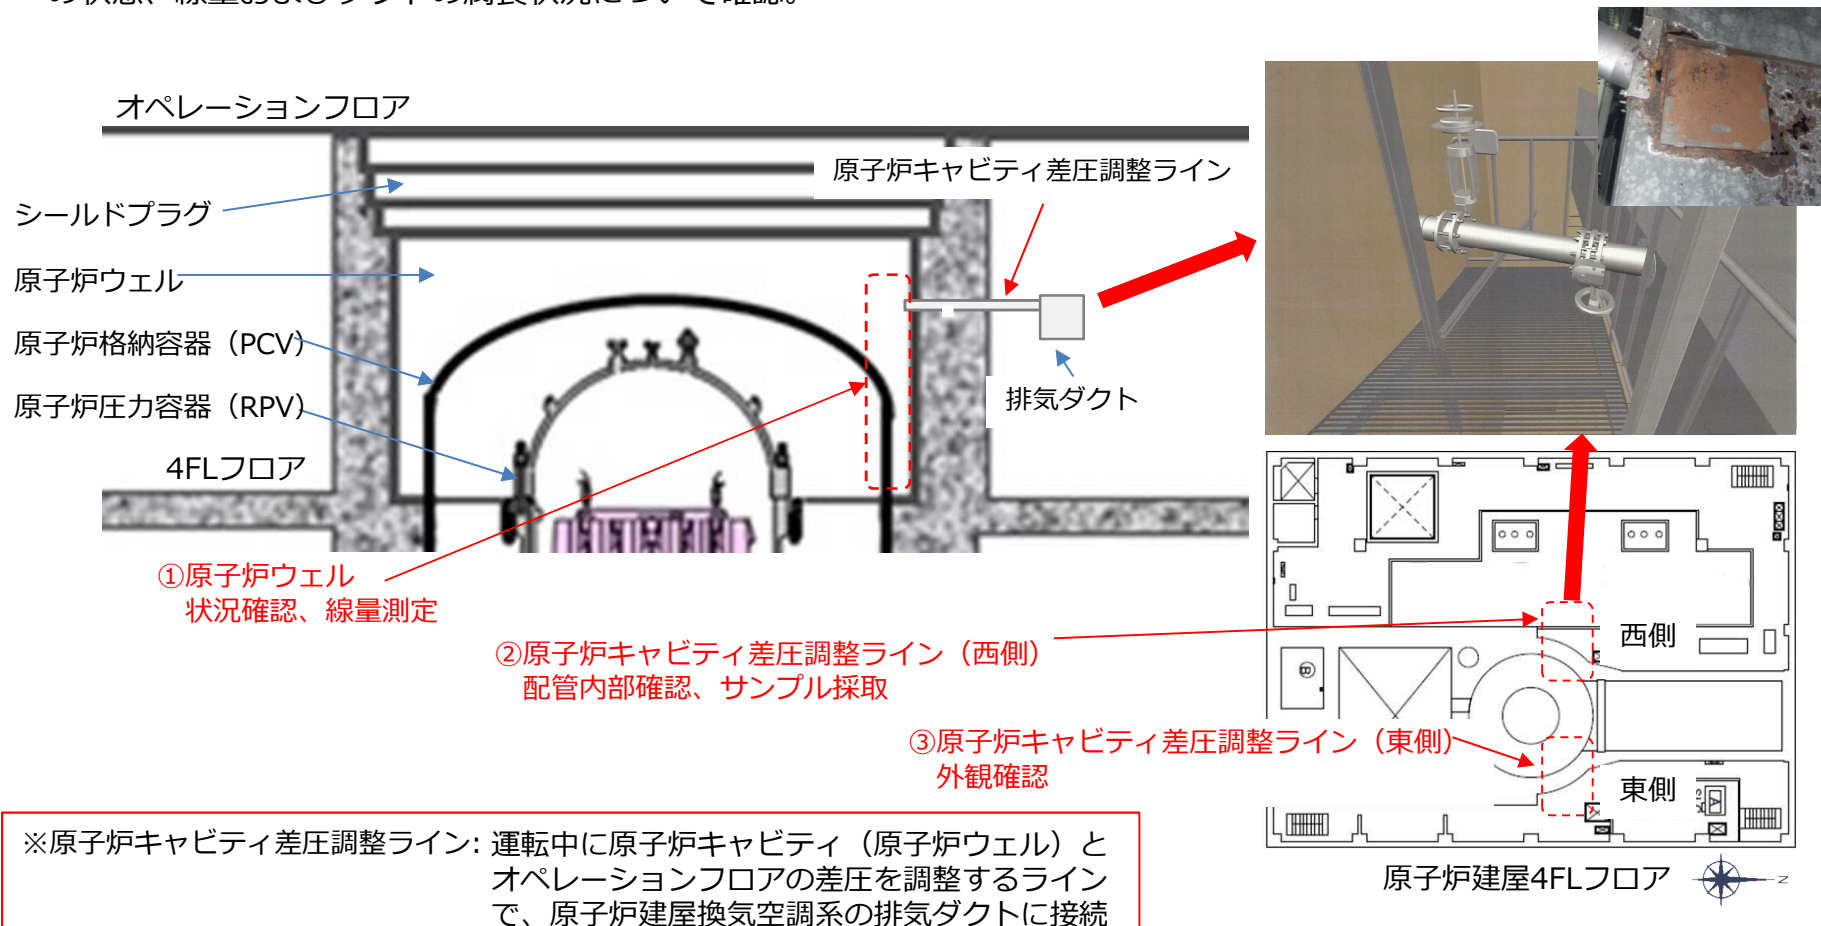 オペレーションフロア
原子炉キャビティ差圧調整ライン
シールドプラグ
原子炉ウェル
原子炉格納容器（PCV）
原子炉圧力容器（RPV）
排気ダクト
4FLフロア
①原子炉ウェル
状況確認、線量測定
②原子炉キャビティ差圧調整ライン（西側）
配管内部確認、サンプル採取
西側
③原子炉キャビティ差圧調整ライン（東側）
外観確認
東側
原子炉建屋4FLフロア
N
※原子炉キャビティ差圧調整ライン: 運転中に原子炉キャビティ（原子炉ウェル）と
オペレーションフロアの差圧を調整するライン
で、原子炉建屋換気空調系の排気ダクトに接続